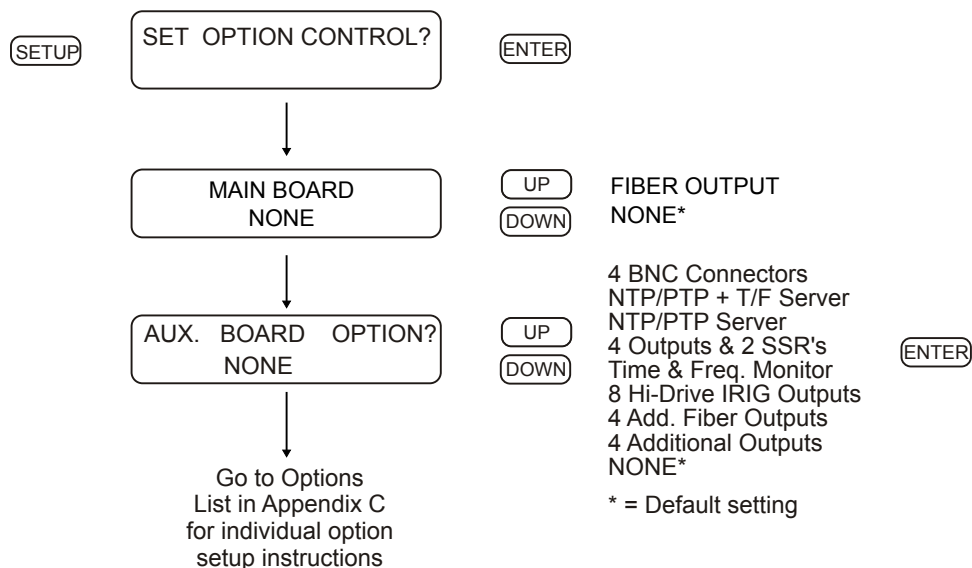 SETUP
SET OPTION CONTROL?
ENTER
MAIN BOARD
NONE
UP
DOWN
FIBER OUTPUT
NONE*
AUX. BOARD OPTION?
NONE
UP
DOWN
4 BNC Connectors
NTP/PTP + T/F Server
NTP/PTP Server
4 Outputs & 2 SSR's
Time & Freq. Monitor
8 Hi-Drive IRIG Outputs
4 Add. Fiber Outputs
4 Additional Outputs
NONE*
ENTER
* = Default setting
Go to Options
List in Appendix C
for individual option
setup instructions